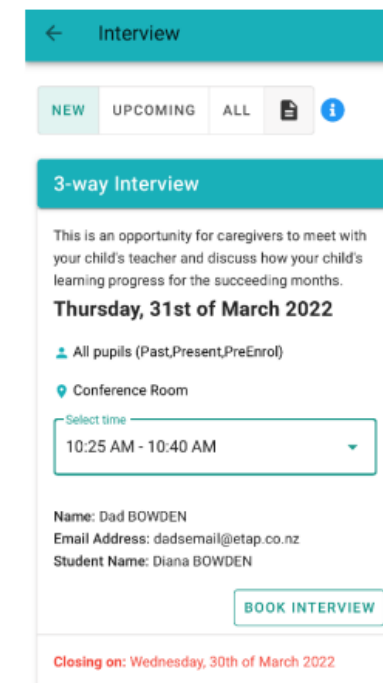 Interview
NEW UPCOMING ALL
3-way Interview
This is an opportunity for caregivers to meet with
your child's teacher and discuss how your child's
learning progress for the succeeding months.
Thursday, 31st of March 2022
All pupils (Past,Present,PreEnrol)
Conference Room
Select time
10:25 AM - 10:40 AM
Name: Dad BOWDEN
Email Address: dadsemail@etap.co.nz
Student Name: Diana BOWDEN
BOOK INTERVIEW
Closing on: Wednesday, 30th of March 2022